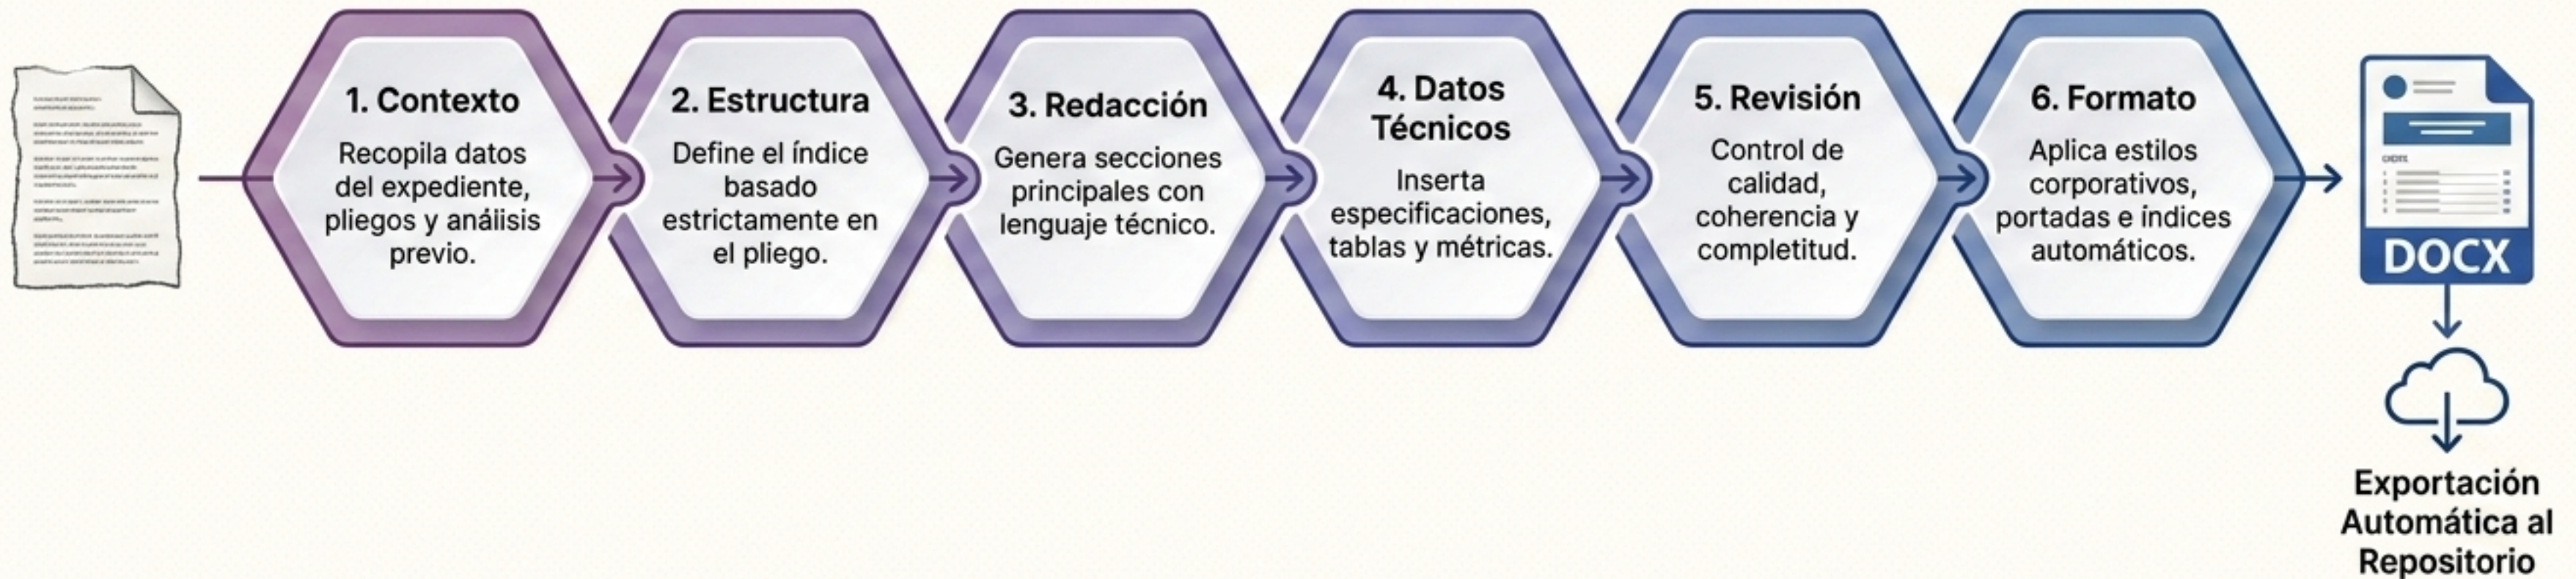 1. Contexto
Recopila datos
del expediente,
pliegos y análisis
previo.
2. Estructura
Define el índice
basado
estrictamente en
el pliego.
3. Redacción
Genera secciones
principales con
lenguaje técnico.
4. Datos
Técnicos
Inserta
especificaciones,
tablas y métricas.
5. Revisión
Control de
calidad,
coherencia y
completitud.
6. Formato
Aplica estilos
corporativos,
portadas e índices
automáticos.
DOCX
Exportación
Automática al
Repositorio